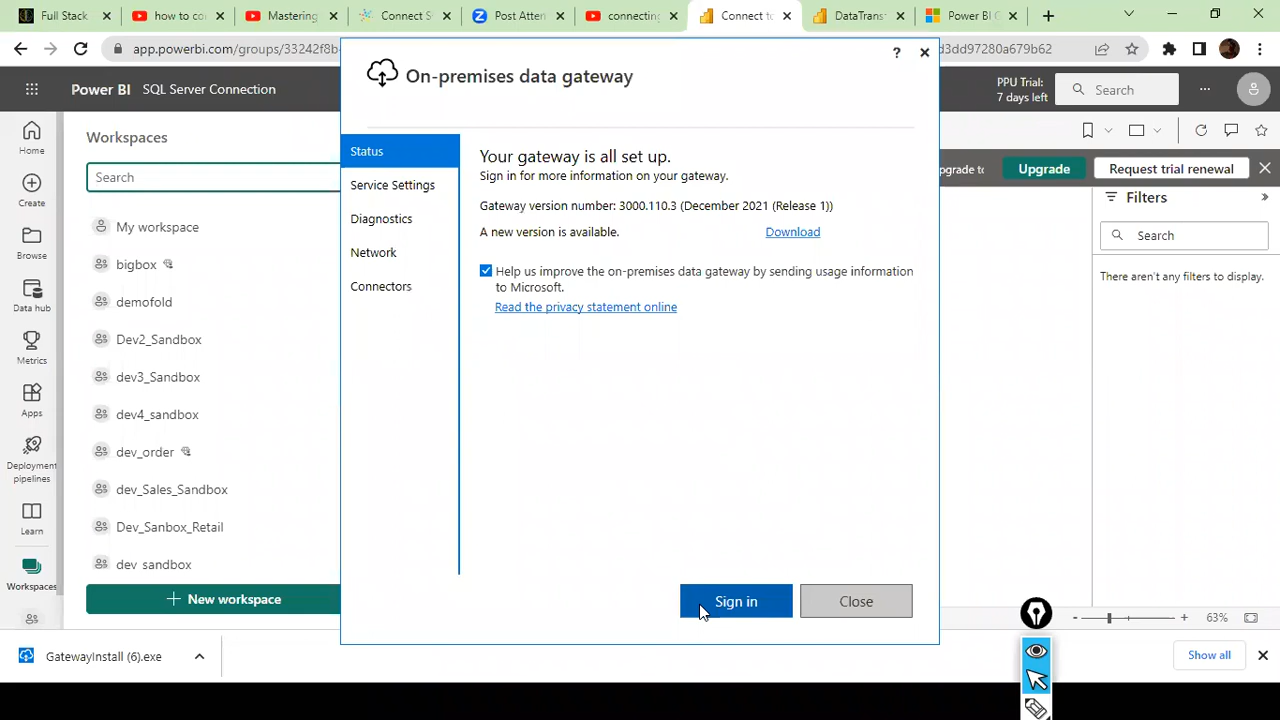 Full Stack
how to co
Mastering
Connect S
Post Atten
connecting
Connect to
DataTrans
Power BI G
app.powerbi.com/groups/33242f8b-
d3dd97280a679b62
Power BI
SQL Server Connection
PPU Trial:
7 days left
Search
Home
Create
Browse
Data hub
Metrics
Apps
Deployment
pipelines
Learn
Workspaces
Workspaces
Search
My workspace
bigbox
demofold
Dev2_Sandbox
dev3_Sandbox
dev4_sandbox
dev_order
dev_Sales_Sandbox
Dev_Sanbox_Retail
dev_sandbox
New workspace
On-premises data gateway
Status
Service Settings
Diagnostics
Network
Connectors
Your gateway is all set up.
Sign in for more information on your gateway.
Gateway version number: 3000.110.3 (December 2021 (Release 1))
A new version is available.
Download
Help us improve the on-premises data gateway by sending usage information
to Microsoft.
Read the privacy statement online
Sign in
Close
pgrade to
Upgrade
Request trial renewal
Filters
Search
There aren't any filters to display.
63%
GatewayInstall (6).exe
Show all